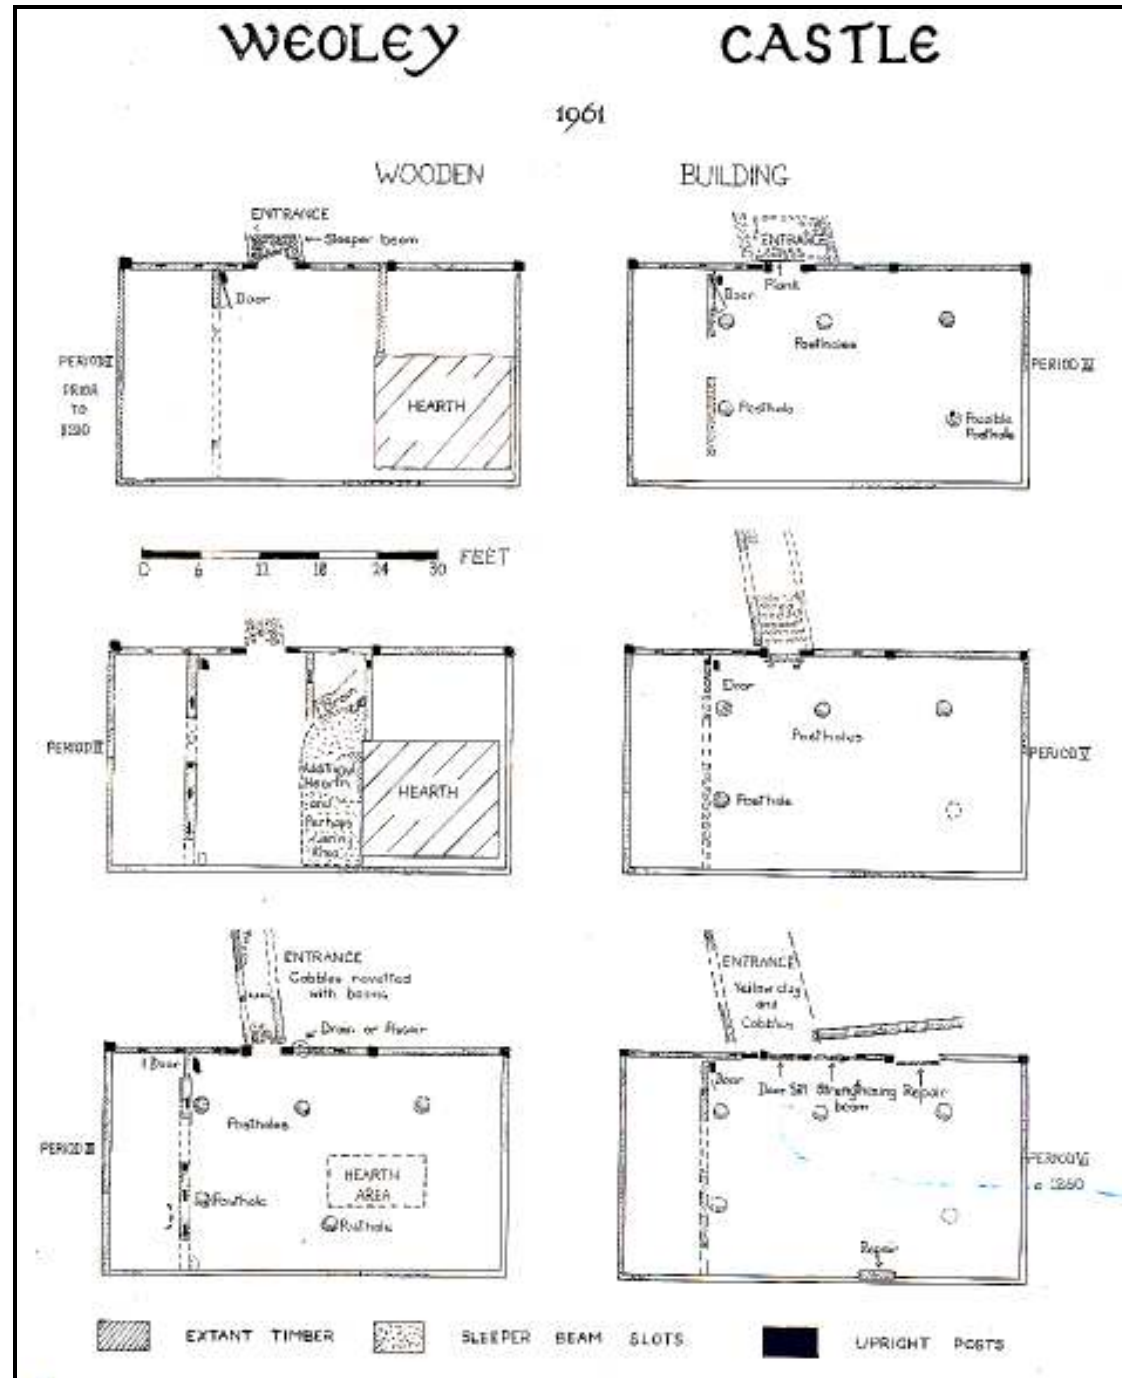 WEOLEY CASTLE
1961
WOODEN BUILDING
ENTRANCE
Sleeper beam
Door
PERIOD I
PRIOR
TO
HEARTH
ENTRANCE
Plank
Door
Postholes
Posthole
Possible
Posthole
PERIOD IV
0 6 12 18 24 30 FEET
PERIOD II
Additional
Hearth
and
Perhaps
Area
HEARTH
Door
Postholes
Posthole
PERIOD V
ENTRANCE
Cobbles revetted
with beams
Drain or Repair
Door
Postholes
PERIOD III
HEARTH
AREA
Posthole
Posthole
ENTRANCE
Yellow clay
and
Cobbles
Door
Door Sill
Strengthening
beam
Repair
PERIOD VI
c 1260
Repair
EXTANT TIMBER
SLEEPER BEAM SLOTS
UPRIGHT POSTS